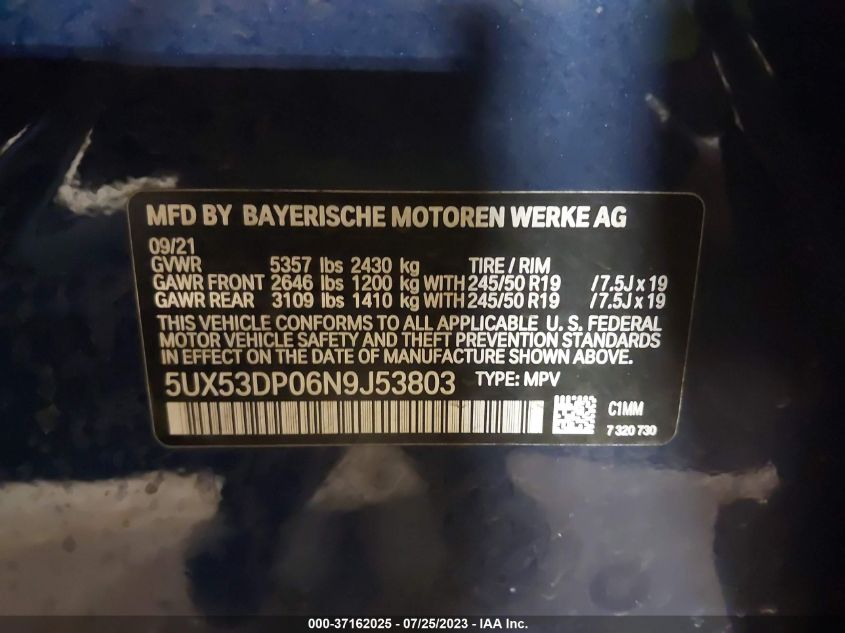 MFD BY BAYERISCHE MOTOREN WERKE AG
09/21
GVWR 5357 lbs 2430 kg TIRE / RIM
GAWR FRONT 2646 lbs 1200 kg WITH 245/50 R19 / 7.5J x 19
GAWR REAR 3109 lbs 1410 kg WITH 245/50 R19 / 7.5J x 19
THIS VEHICLE CONFORMS TO ALL APPLICABLE U. S. FEDERAL
MOTOR VEHICLE SAFETY AND THEFT PREVENTION STANDARDS
IN EFFECT ON THE DATE OF MANUFACTURE SHOWN ABOVE.
5UX53DP06N9J53803 TYPE: MPV
C1MM
7 320 730
000-37162025 - 07/25/2023 - IAA Inc.